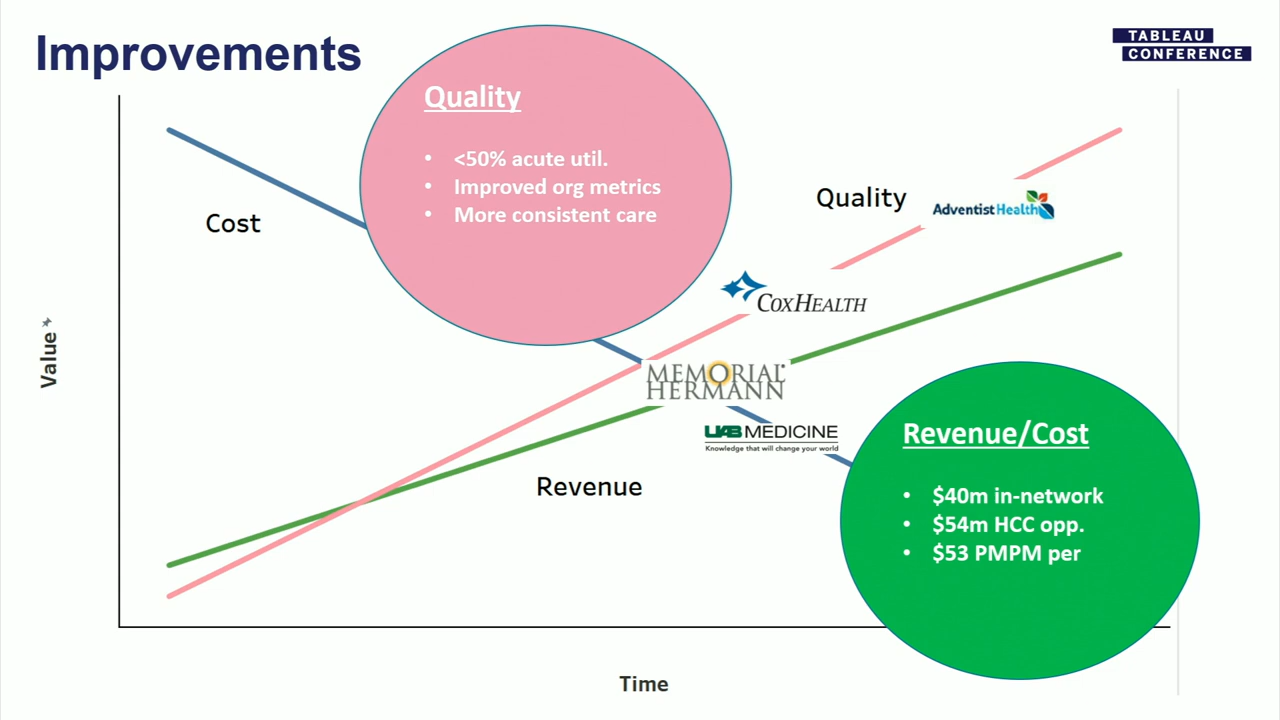 Improvements
TABLEAU
CONFERENCE
Quality
• <50% acute util.
• Improved org metrics
• More consistent care
Cost
Quality
AdventistHealth
COXHEALTH
MEMORIAL
HERMANN
UAB MEDICINE
Knowledge that will change your world
Revenue
Revenue/Cost
• $40m in-network
• $54m HCC opp.
• $53 PMPM per
Value
Time